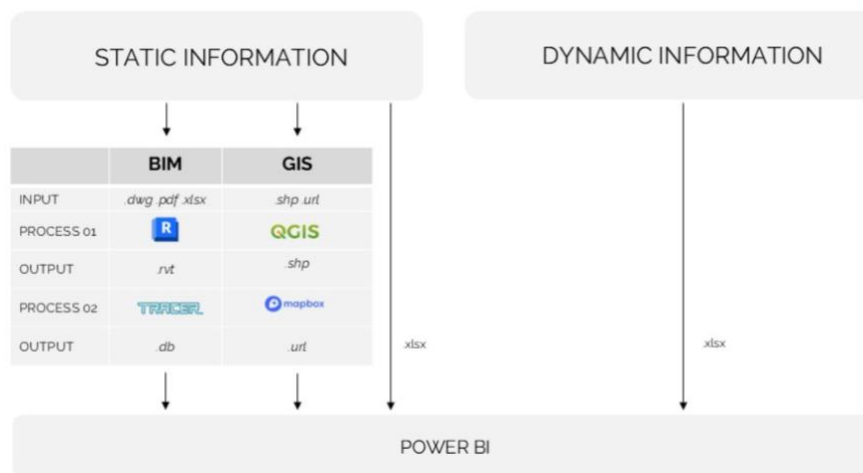 STATIC INFORMATION
DYNAMIC INFORMATION
BIM GIS
INPUT .dwg .pdf .xlsx .shp .url
PROCESS 01 R QGIS
OUTPUT .rvt .shp
PROCESS 02 TRACER mapbox
OUTPUT .db .url
.xlsx
.xlsx
POWER BI